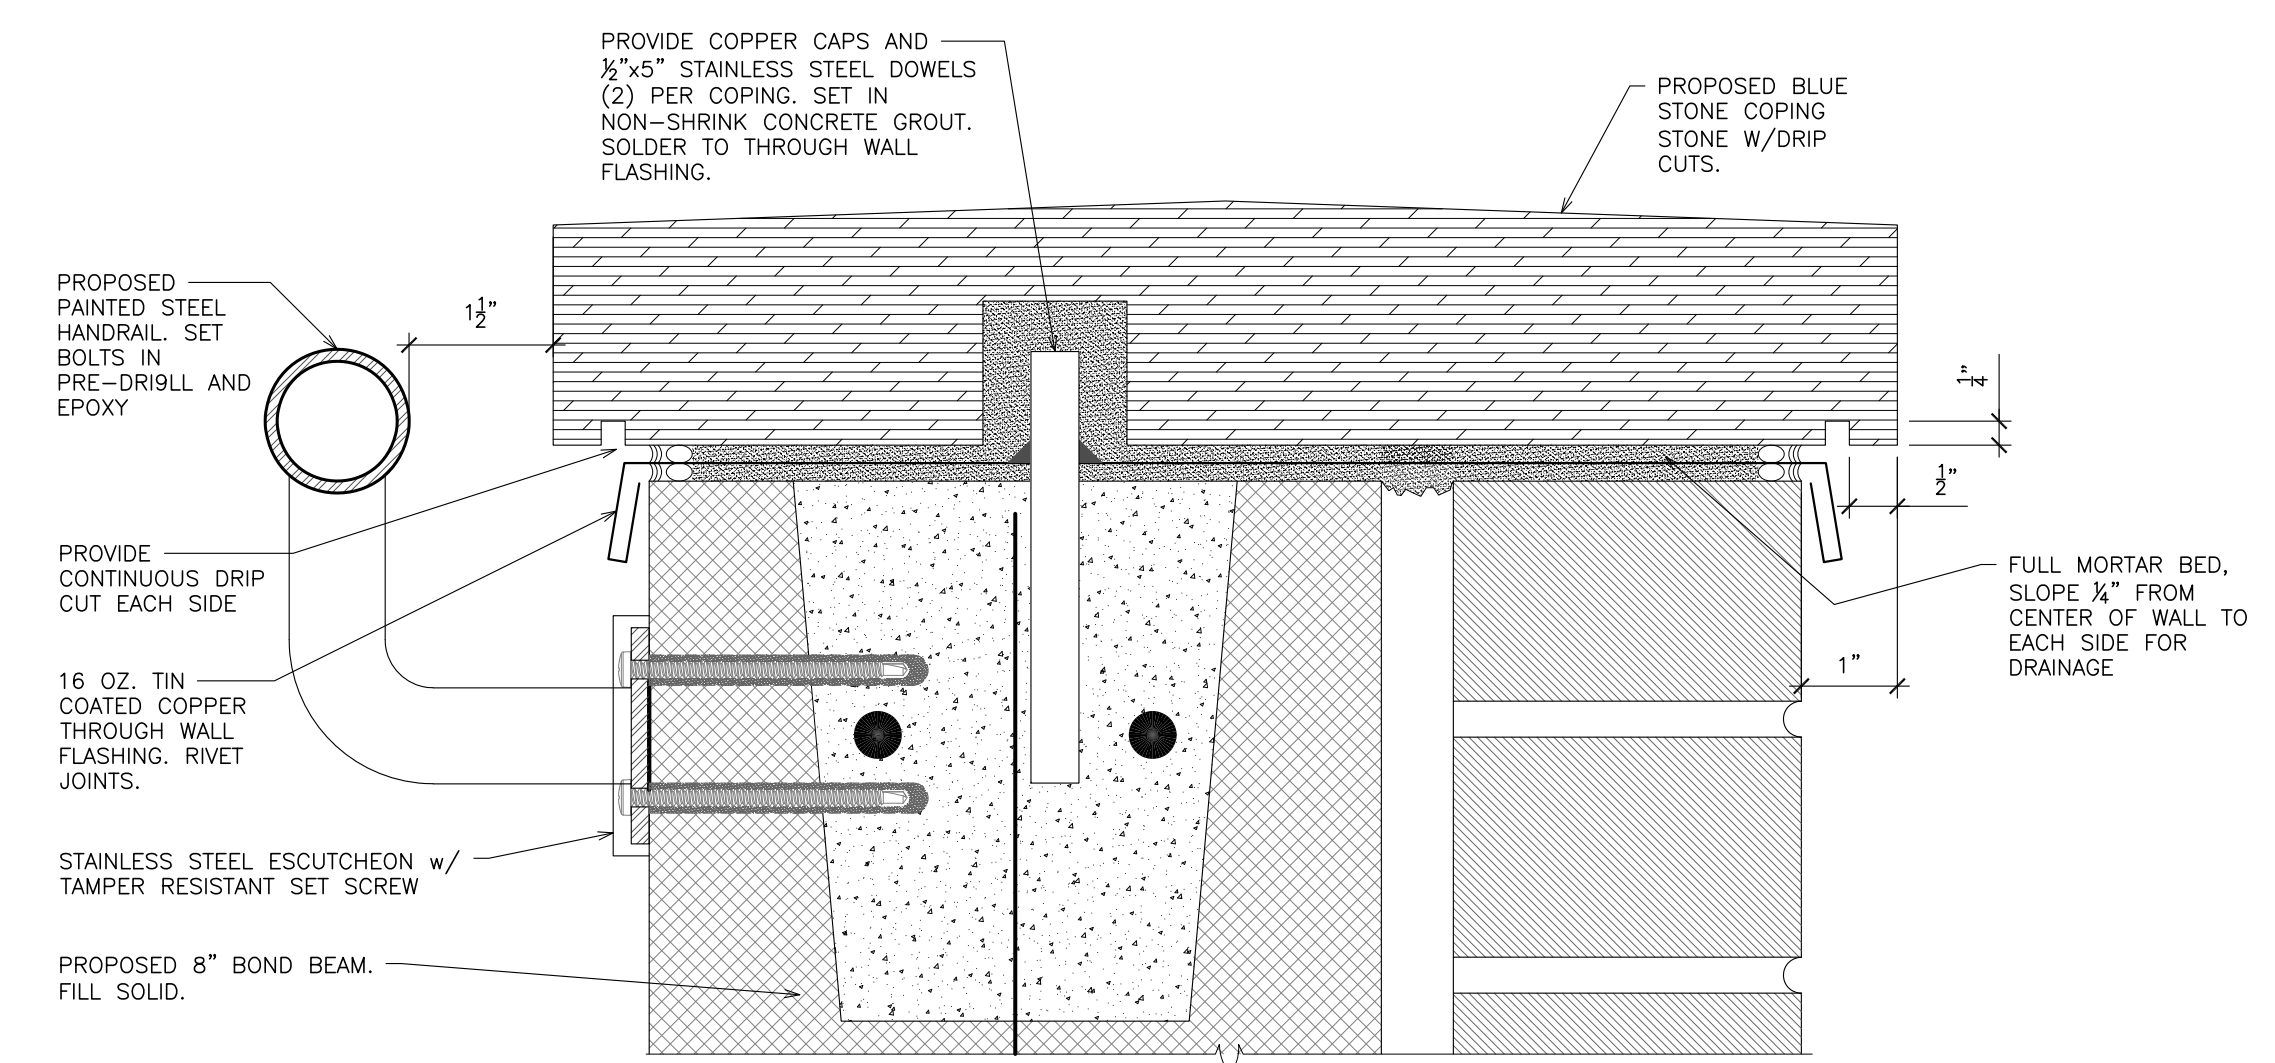 PROVIDE COPPER CAPS AND
½"x5" STAINLESS STEEL DOWELS
(2) PER COPING. SET IN
NON-SHRINK CONCRETE GROUT.
SOLDER TO THROUGH WALL
FLASHING.
PROPOSED BLUE
STONE COPING
STONE W/DRIP
CUTS.
PROPOSED
PAINTED STEEL
HANDRAIL. SET
BOLTS IN
PRE-DRI9LL AND
EPOXY
1½"
¼"
½"
PROVIDE
CONTINUOUS DRIP
CUT EACH SIDE
FULL MORTAR BED,
SLOPE ¼" FROM
CENTER OF WALL TO
EACH SIDE FOR
DRAINAGE
1"
16 OZ. TIN
COATED COPPER
THROUGH WALL
FLASHING. RIVET
JOINTS.
STAINLESS STEEL ESCUTCHEON w/
TAMPER RESISTANT SET SCREW
PROPOSED 8" BOND BEAM.
FILL SOLID.